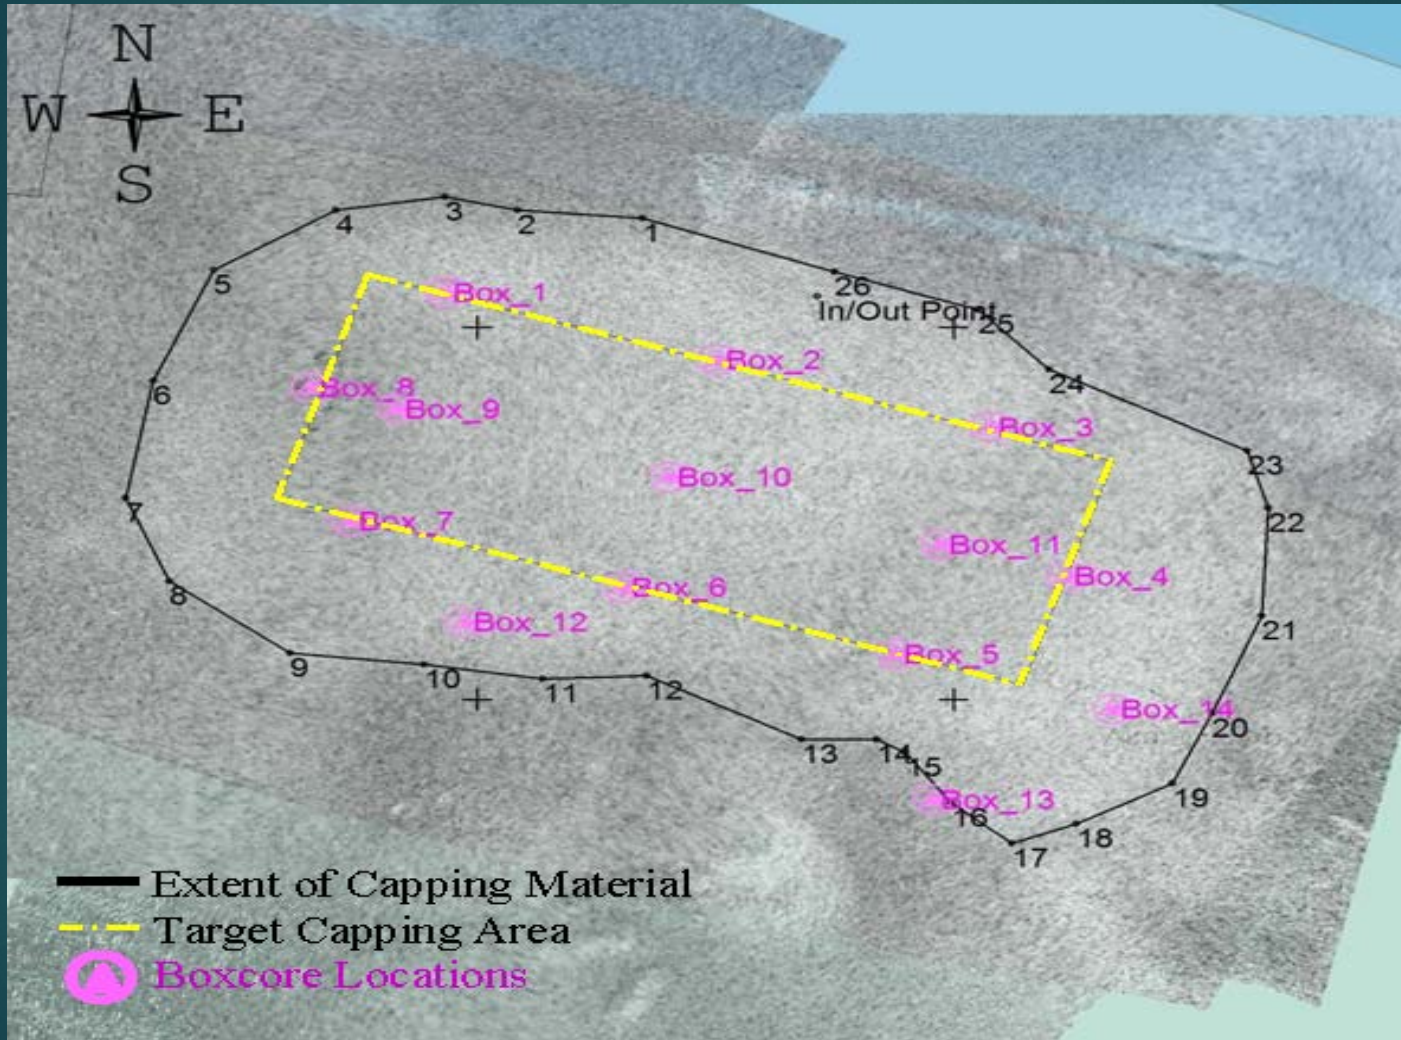 N
W E
S
3
4 2 1
5 26
Box_1
In/Out Point
25
Box_2
24
6 Box_8
Box_9
Box_3
23
Box_10
7 Box_7 22
Box_11
Box_4
8 Box_6
Box_12 21
Box_5
9 10 11 12
Box_14
20
13 14 15
Box_13 19
16
17 18
Extent of Capping Material
Target Capping Area
Boxcore Locations